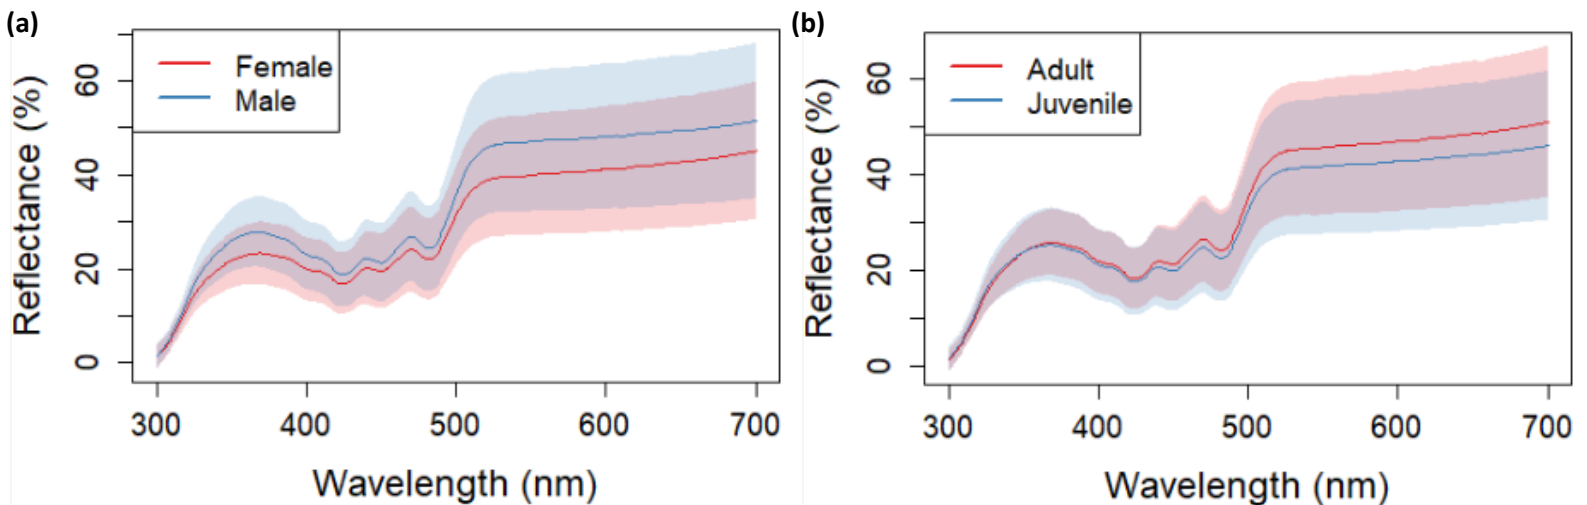 (a)
Female
Male
Reflectance (%)
60
40
20
0
300 400 500 600 700
Wavelength (nm)
(b)
Adult
Juvenile
Reflectance (%)
60
40
20
0
300 400 500 600 700
Wavelength (nm)